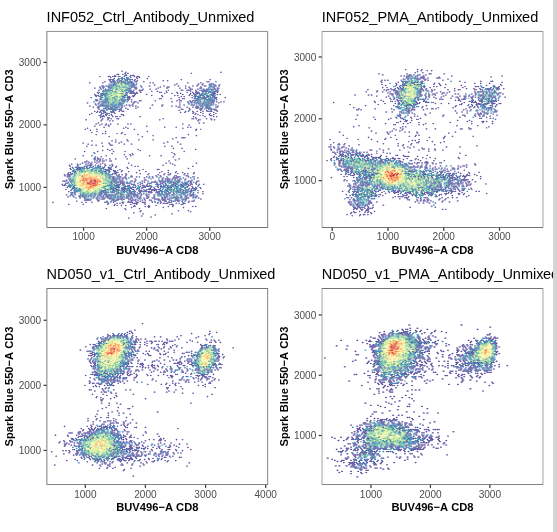 INF052_Ctrl_Antibody_Unmixed
INF052_PMA_Antibody_Unmixed
Spark Blue 550−A CD3
3000
2000
1000
1000
2000
3000
BUV496−A CD8
Spark Blue 550−A CD3
3000
2000
1000
0
1000
2000
3000
BUV496−A CD8
ND050_v1_Ctrl_Antibody_Unmixed
ND050_v1_PMA_Antibody_Unmixed
Spark Blue 550−A CD3
3000
2000
1000
1000
2000
3000
4000
BUV496−A CD8
Spark Blue 550−A CD3
3000
2000
1000
1000
2000
3000
BUV496−A CD8